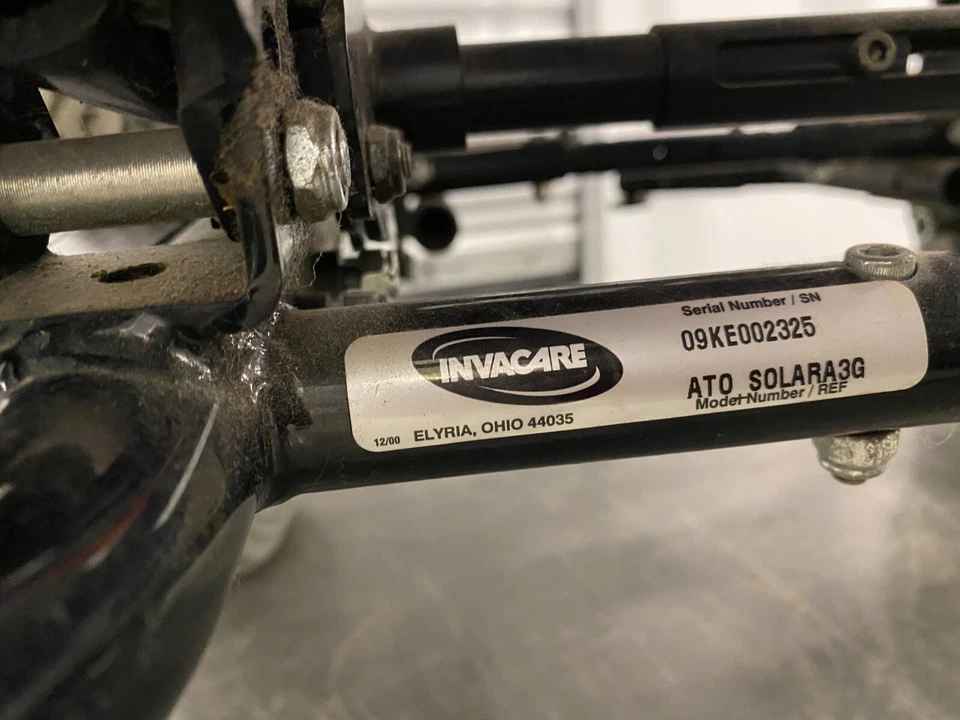 INVACARE
12/00 ELYRIA, OHIO 44035
Serial Number / SN
09KE002325
ATO SOLARA3G
Model Number / REF